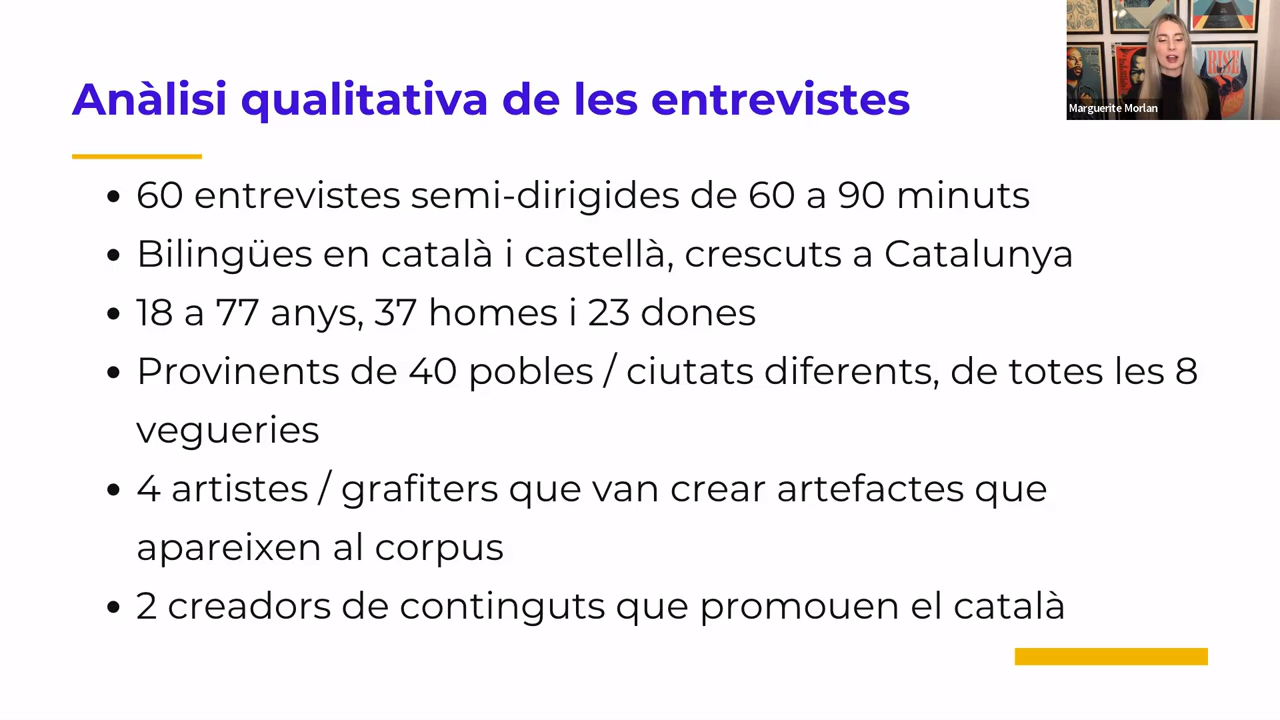 Anàlisi qualitativa de les entrevistes
• 60 entrevistes semi-dirigides de 60 a 90 minuts
• Bilingües en català i castellà, crescuts a Catalunya
• 18 a 77 anys, 37 homes i 23 dones
• Provinents de 40 pobles / ciutats diferents, de totes les 8
vegueries
• 4 artistes / grafiters que van crear artefactes que
apareixen al corpus
• 2 creadors de continguts que promouen el català
RISE
Marguerite Morlan